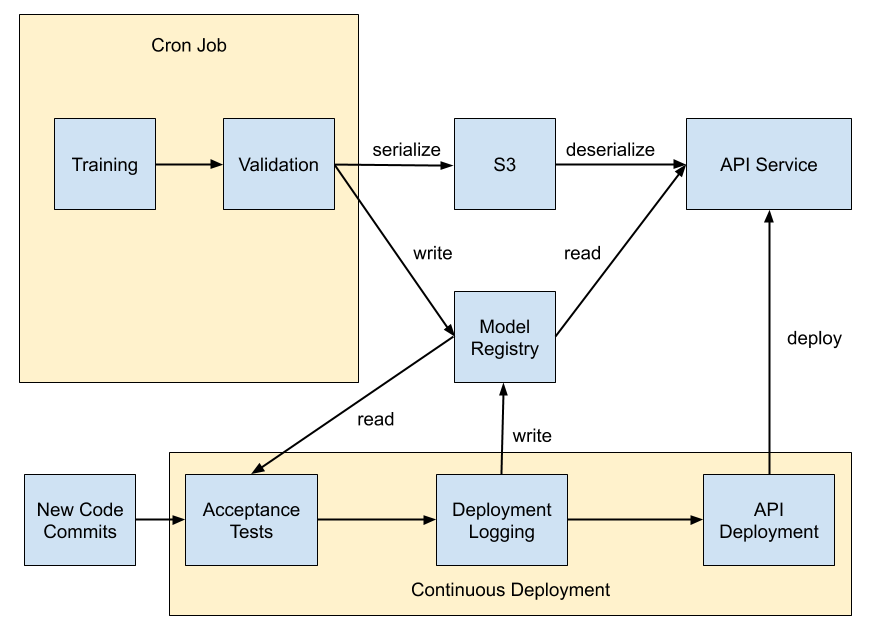 Cron Job
Training
Validation
serialize
S3
deserialize
API Service
write
read
Model
Registry
deploy
read
write
New Code
Commits
Acceptance
Tests
Deployment
Logging
API
Deployment
Continuous Deployment